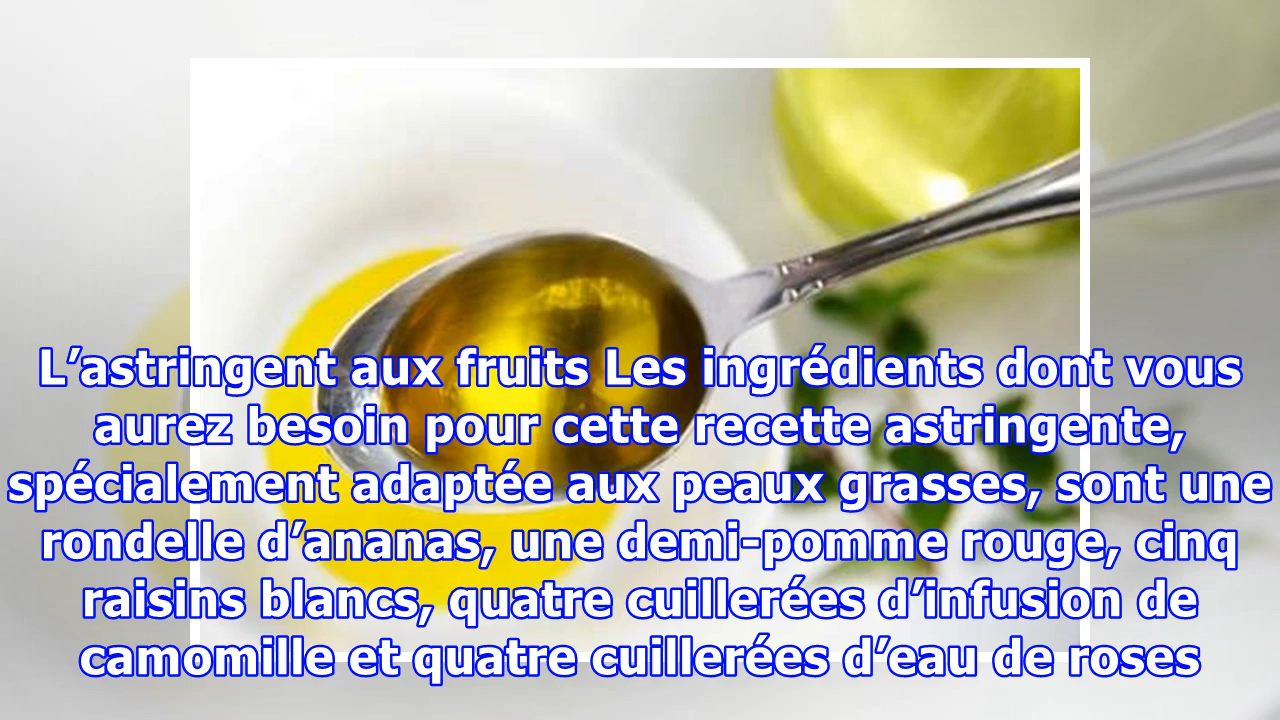 L’astringent aux fruits Les ingrédients dont vous
aurez besoin pour cette recette astringente,
spécialement adaptée aux peaux grasses, sont une
rondelle d’ananas, une demi-pomme rouge, cinq
raisins blancs, quatre cuillerées d’infusion de
camomille et quatre cuillerées d’eau de roses